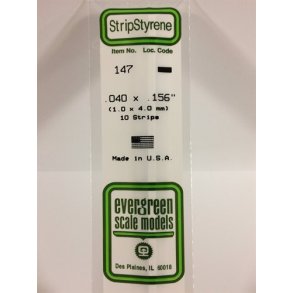 StripStyrene
Item No. Loc. Code
147
.040 x .156"
(1.0 x 4.0 mm)
10 Strips
Made in U.S.A.
evergreen
scale models
Des Plaines, IL 60018